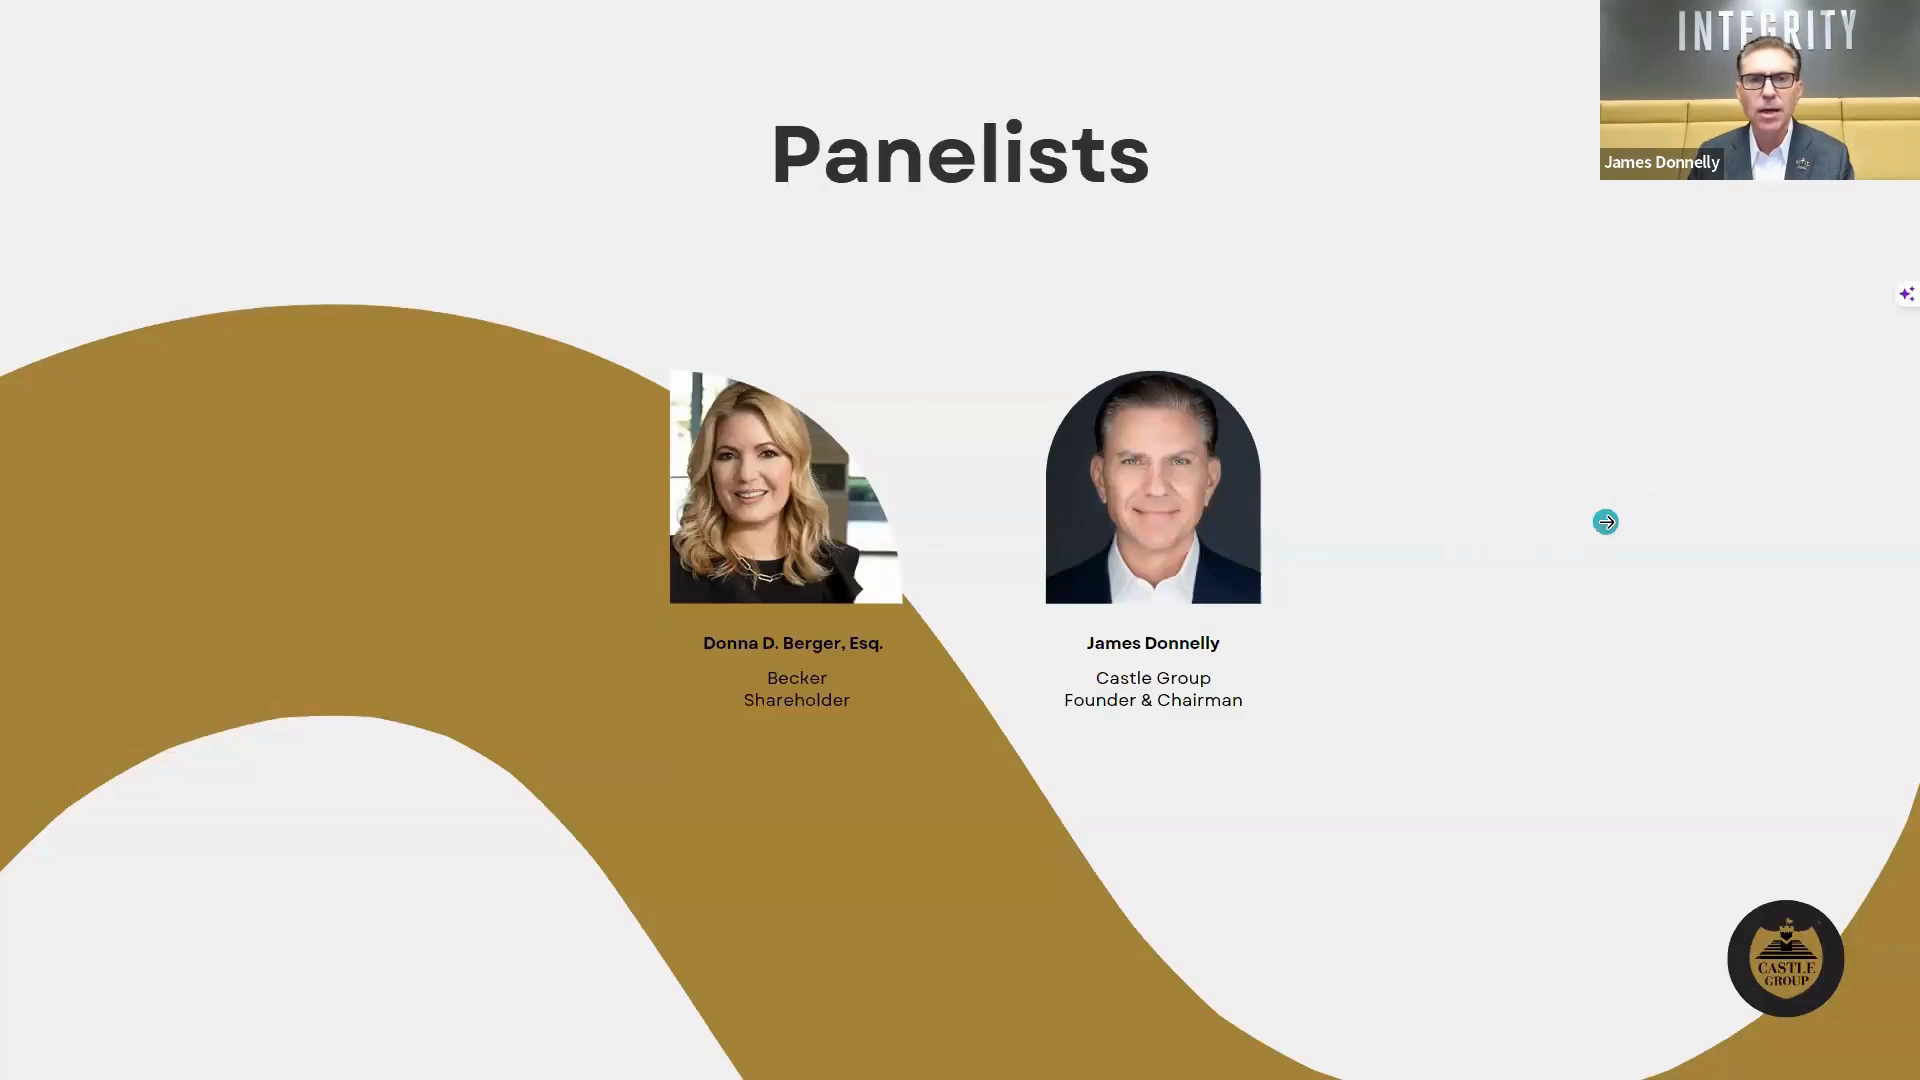 INTEGRITY
James Donnelly
Panelists
Donna D. Berger, Esq.
Becker
Shareholder
James Donnelly
Castle Group
Founder & Chairman
CASTLE
GROUP